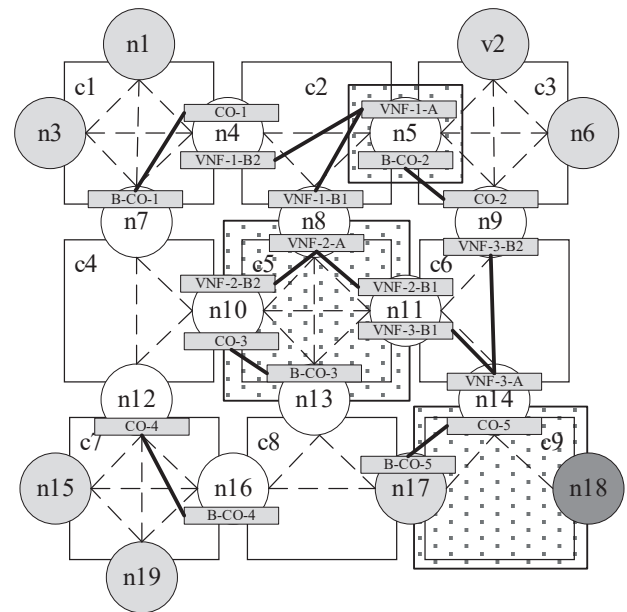 n1
v2
c1
c2
c3
CO-1
VNF-1-A
n3
n4
n5
n6
VNF-1-B2
B-CO-2
B-CO-1
VNF-1-B1
CO-2
n7
n8
n9
VNF-2-A
VNF-3-B2
c4
c5
c6
VNF-2-B2
VNF-2-B1
n10
n11
VNF-3-B1
CO-3
B-CO-3
VNF-3-A
n12
n13
n14
CO-4
CO-5
c7
c8
c9
B-CO-5
n15
n16
n17
n18
B-CO-4
n19